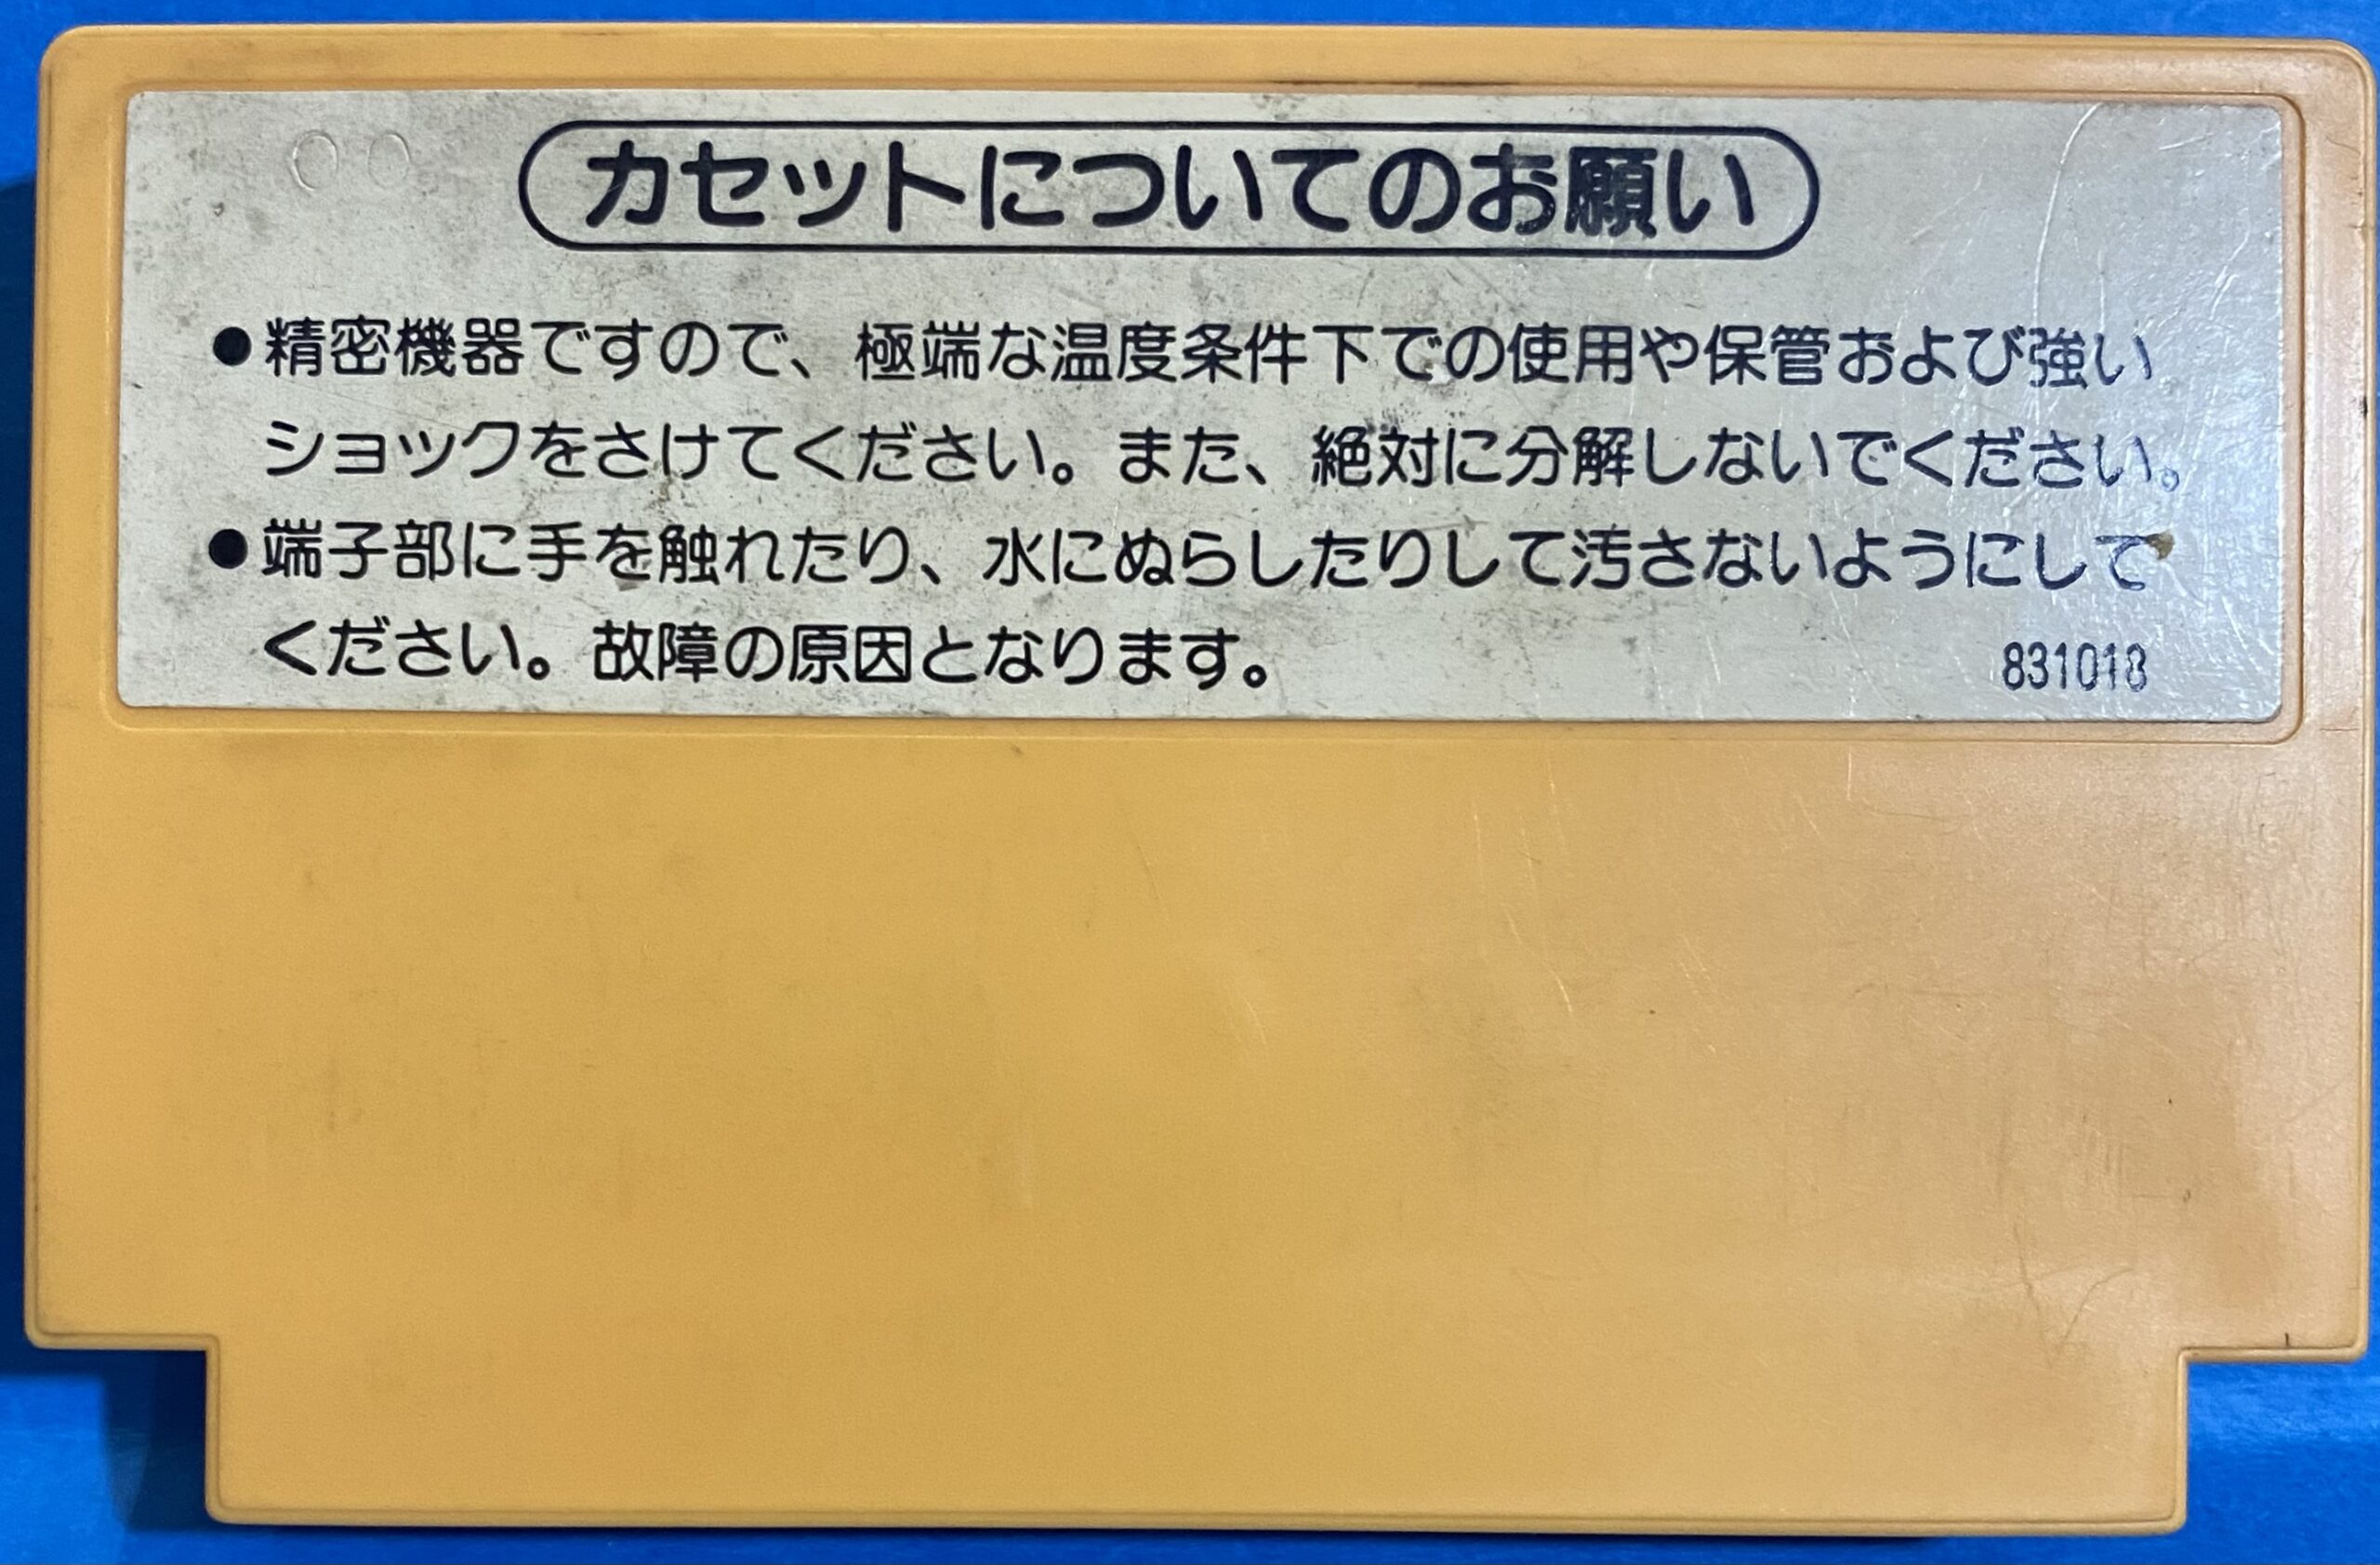 カセットについてのお願い
●精密機器ですので、極端な温度条件下での使用や保管および強い
ショックをさけてください。また、絶対に分解しないでください。
●端子部に手を触れたり、水にぬらしたりして汚さないようにして
ください。故障の原因となります。
831018